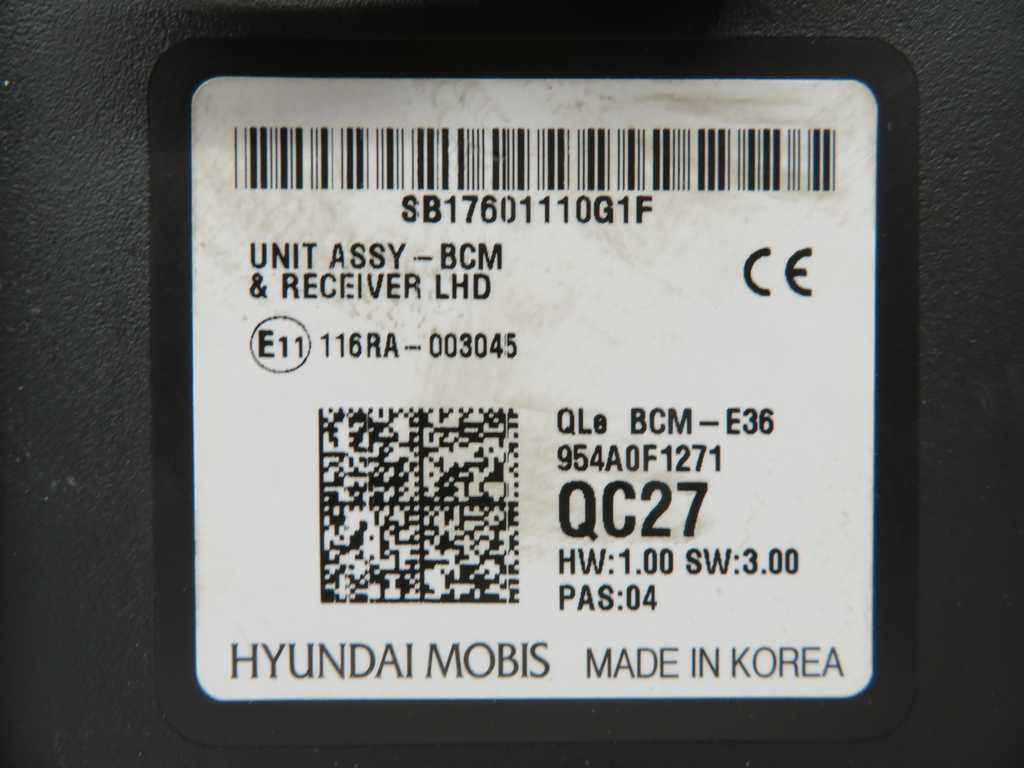 SB17601110G1F
UNIT ASSY - BCM
& RECEIVER LHD
CE
E11 116RA - 003045
QLe BCM - E36
954A0F1271
QC27
HW:1.00 SW:3.00
PAS:04
HYUNDAI MOBIS MADE IN KOREA